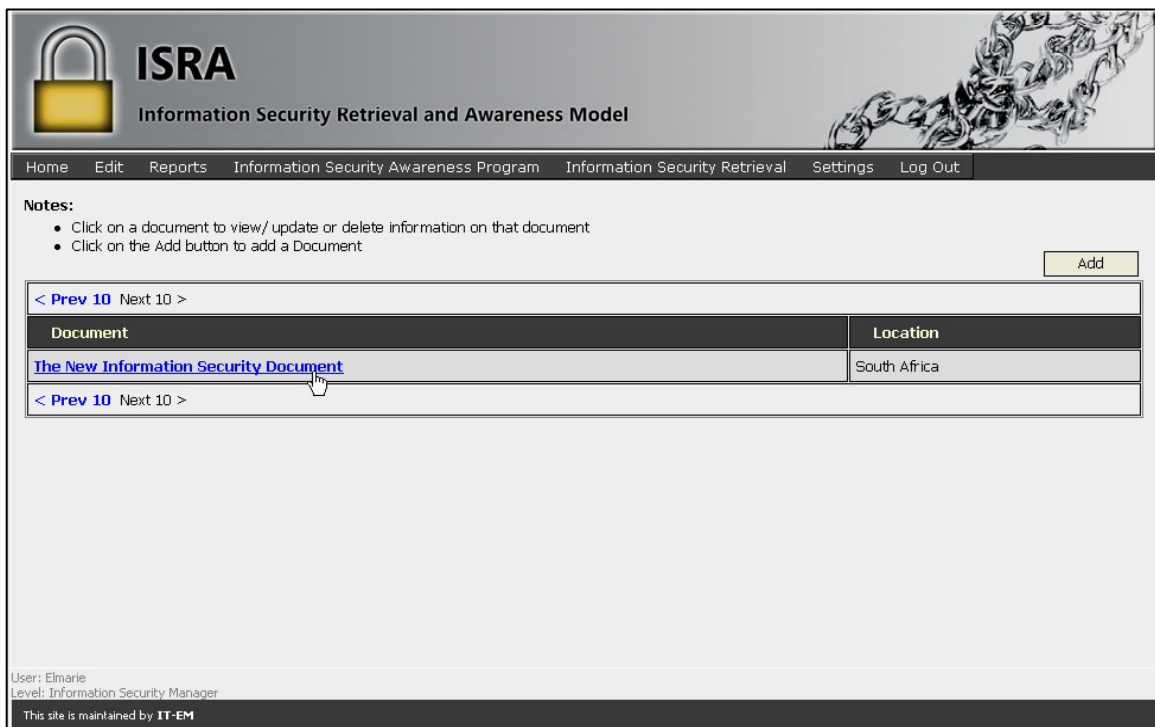 ISRA
Information Security Retrieval and Awareness Model
Home Edit Reports Information Security Awareness Program Information Security Retrieval Settings Log Out
Notes:
• Click on a document to view/ update or delete information on that document
• Click on the Add button to add a Document
Add
< Prev 10 Next 10 >
Document Location
The New Information Security Document South Africa
< Prev 10 Next 10 >
User: Elmarie
Level: Information Security Manager
This site is maintained by IT-EM